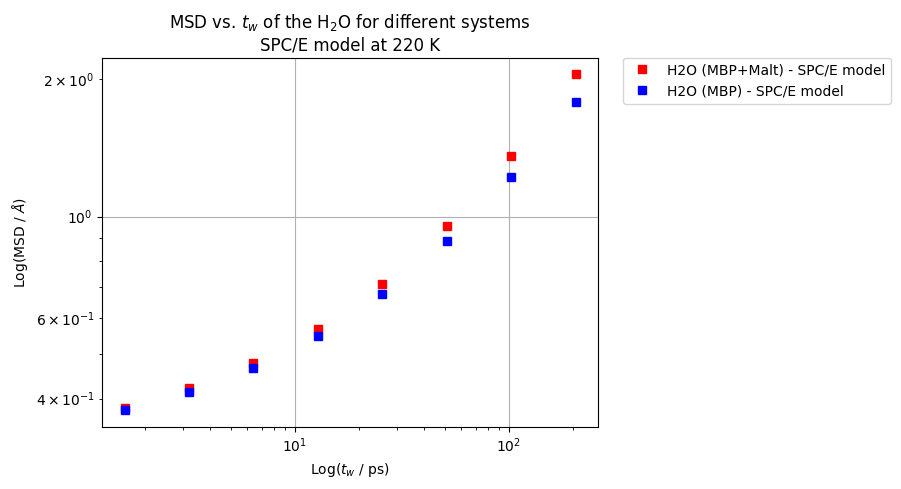 MSD vs. $t_w$ of the H$_2$O for different systems
SPC/E model at 220 K
H2O (MBP+Malt) - SPC/E model
H2O (MBP) - SPC/E model
2 × 10⁰
10⁰
6 × 10⁻¹
4 × 10⁻¹
Log(MSD / Å)
10¹ 10²
Log($t_w$ / ps)